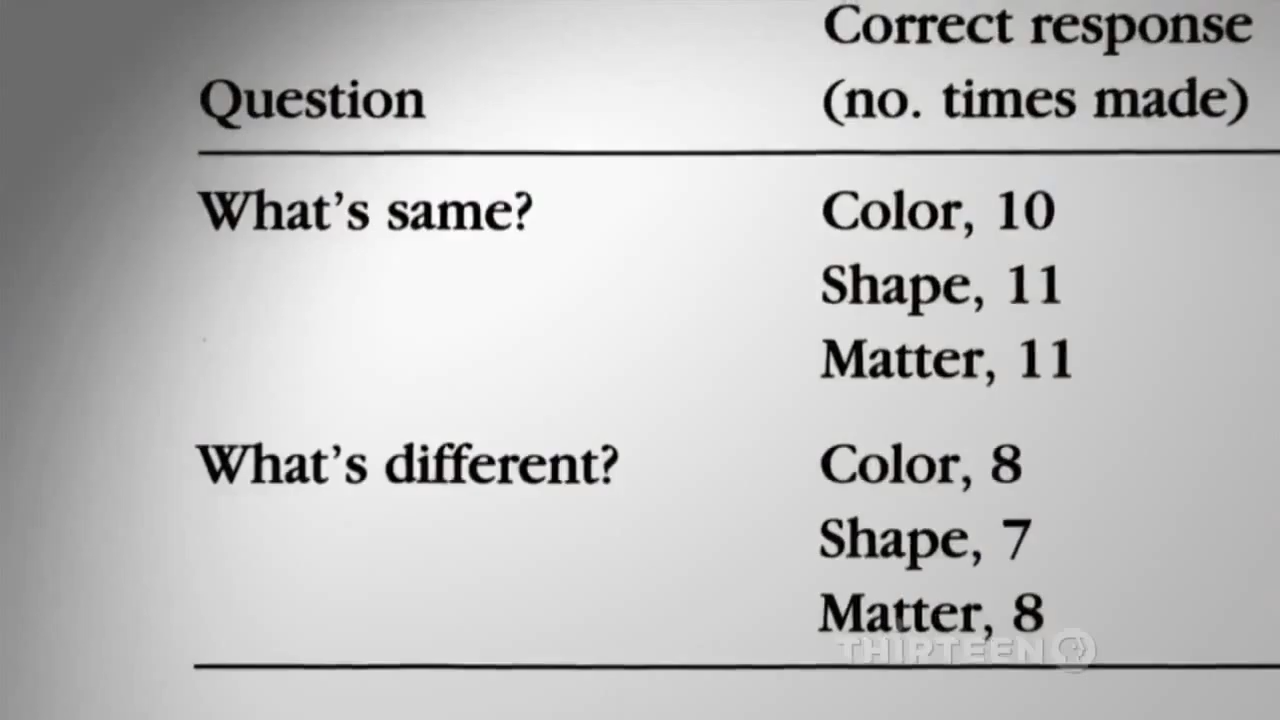 Correct response
Question (no. times made)
What's same? Color, 10
Shape, 11
Matter, 11
What's different? Color, 8
Shape, 7
Matter, 8
THIRTEEN